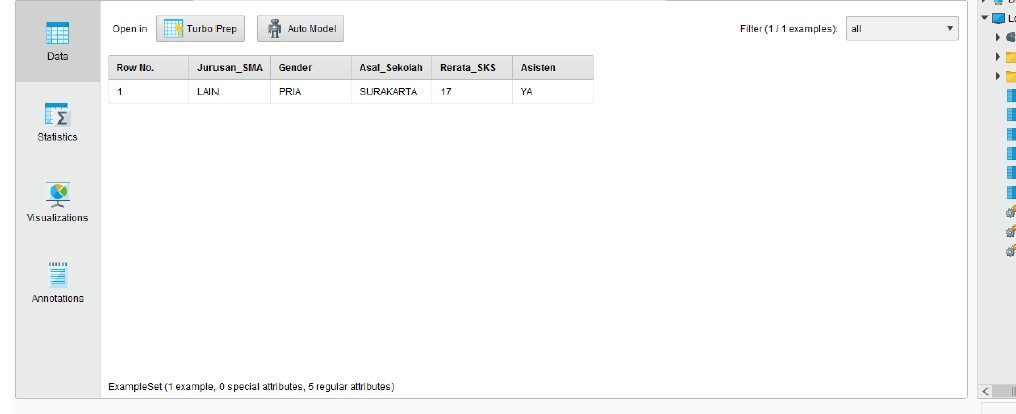 Data
Statistics
Visualizations
Annotations
Open in Turbo Prep Auto Model Filter (1 / 1 examples): all
Row No. Jurusan_SMA Gender Asal_Sekolah Rerata_SKS Asisten
1 LAIN PRIA SURAKARTA 17 YA
ExampleSet (1 example, 0 special attributes, 5 regular attributes)